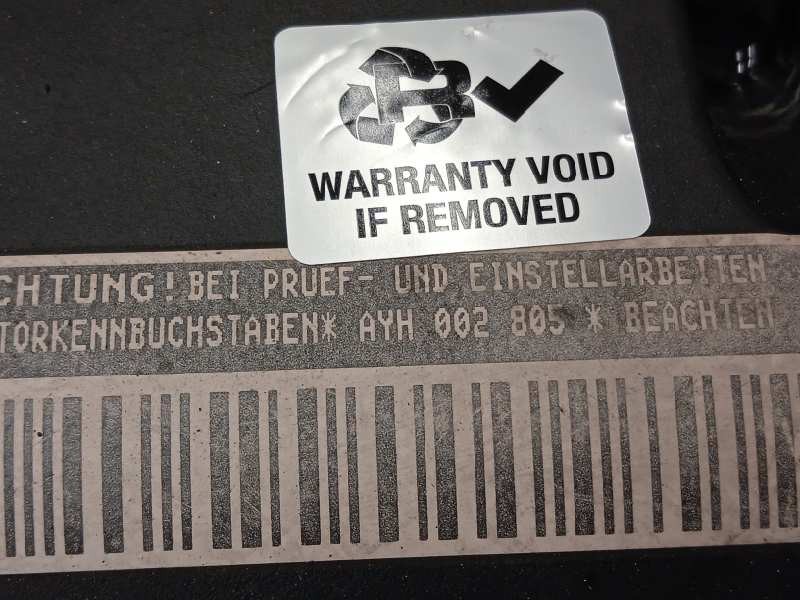 WARRANTY VOID
IF REMOVED
CHTUNG! BEI PRUEF- UND EINSTELLARBEITEN
TORKENNBUCHSTABEN* AYH 002 805 * BEACHTEN